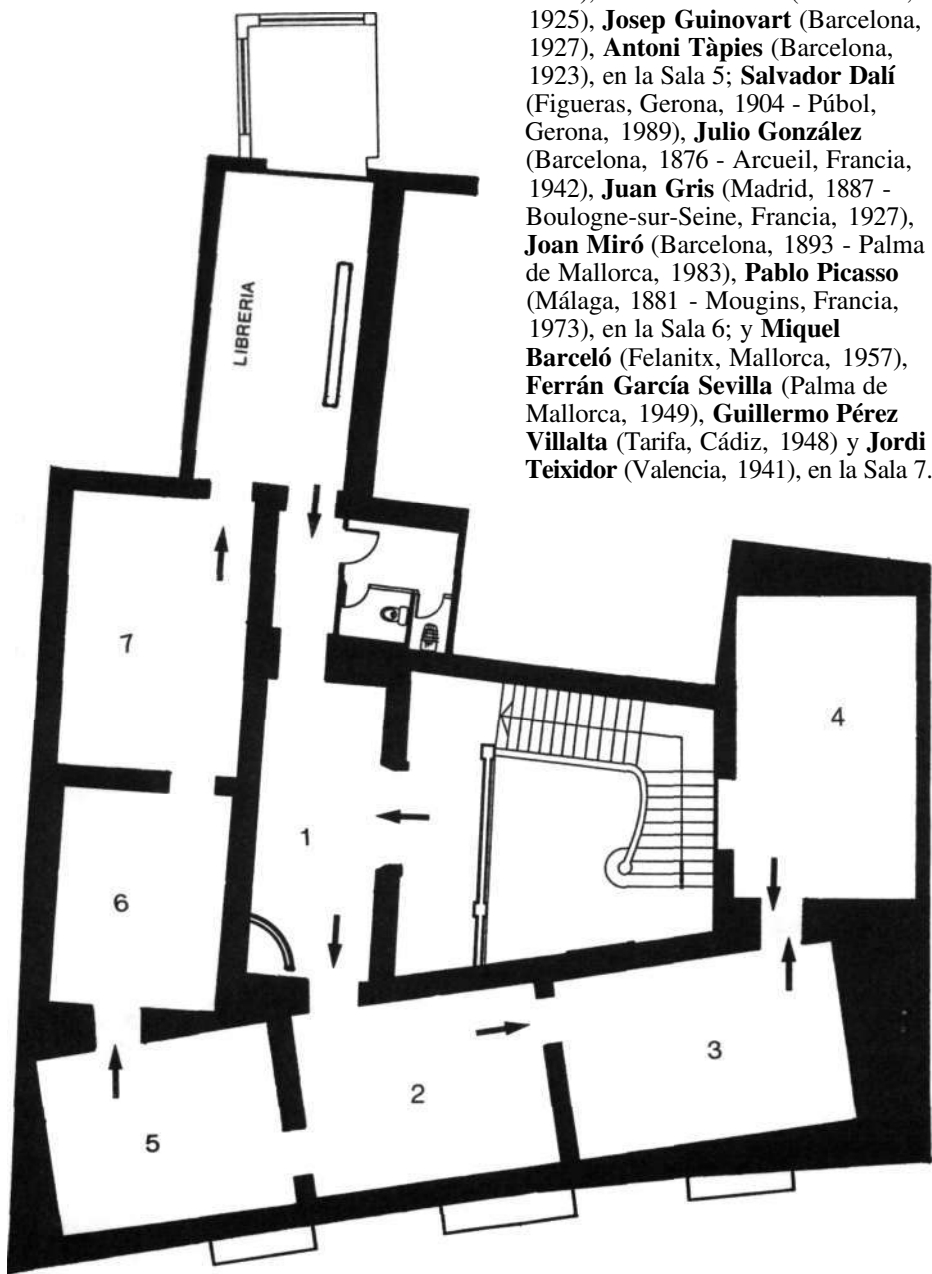 1925), Josep Guinovart (Barcelona,
1927), Antoni Tàpies (Barcelona,
1923), en la Sala 5; Salvador Dalí
(Figueras, Gerona, 1904 - Púbol,
Gerona, 1989), Julio González
(Barcelona, 1876 - Arcueil, Francia,
1942), Juan Gris (Madrid, 1887 -
Boulogne-sur-Seine, Francia, 1927),
Joan Miró (Barcelona, 1893 - Palma
de Mallorca, 1983), Pablo Picasso
(Málaga, 1881 - Mougins, Francia,
1973), en la Sala 6; y Miquel
Barceló (Felanitx, Mallorca, 1957),
Ferrán García Sevilla (Palma de
Mallorca, 1949), Guillermo Pérez
Villalta (Tarifa, Cádiz, 1948) y Jordi
Teixidor (Valencia, 1941), en la Sala 7.
LIBRERIA
7
4
1
6
3
2
5